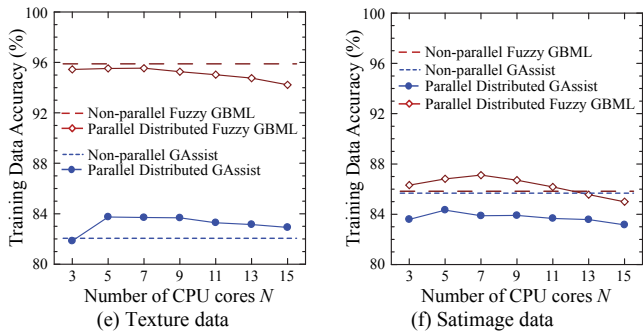 Training Data Accuracy (%)
100
96
92
88
84
80
Non-parallel Fuzzy GBML
Parallel Distributed Fuzzy GBML
Non-parallel GAssist
Parallel Distributed GAssist
3 5 7 9 11 13 15
Number of CPU cores N
(e) Texture data
Training Data Accuracy (%)
100
96
92
88
84
80
Non-parallel Fuzzy GBML
Non-parallel GAssist
Parallel Distributed GAssist
Parallel Distributed Fuzzy GBML
3 5 7 9 11 13 15
Number of CPU cores N
(f) Satimage data